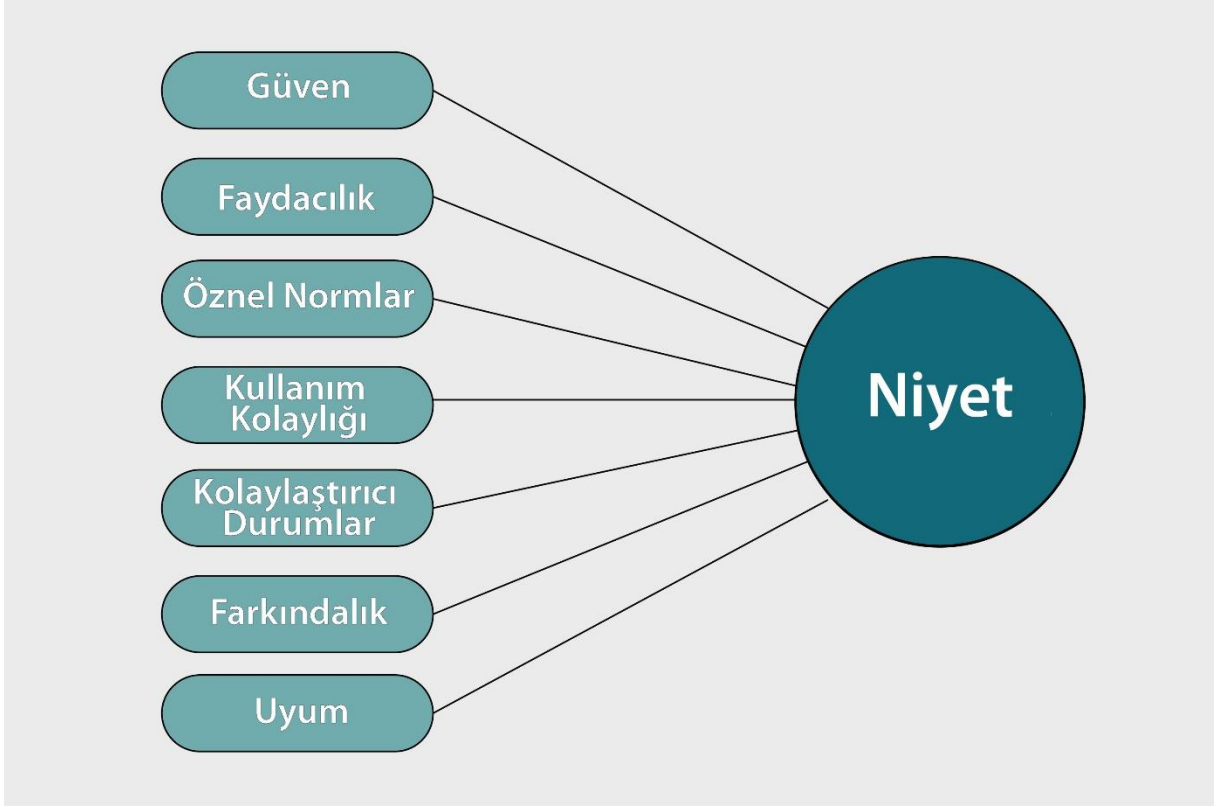 Güven
Faydacılık
Öznel Normlar
Kullanım
Kolaylığı
Kolaylaştırıcı
Durumlar
Farkındalık
Uyum
Niyet